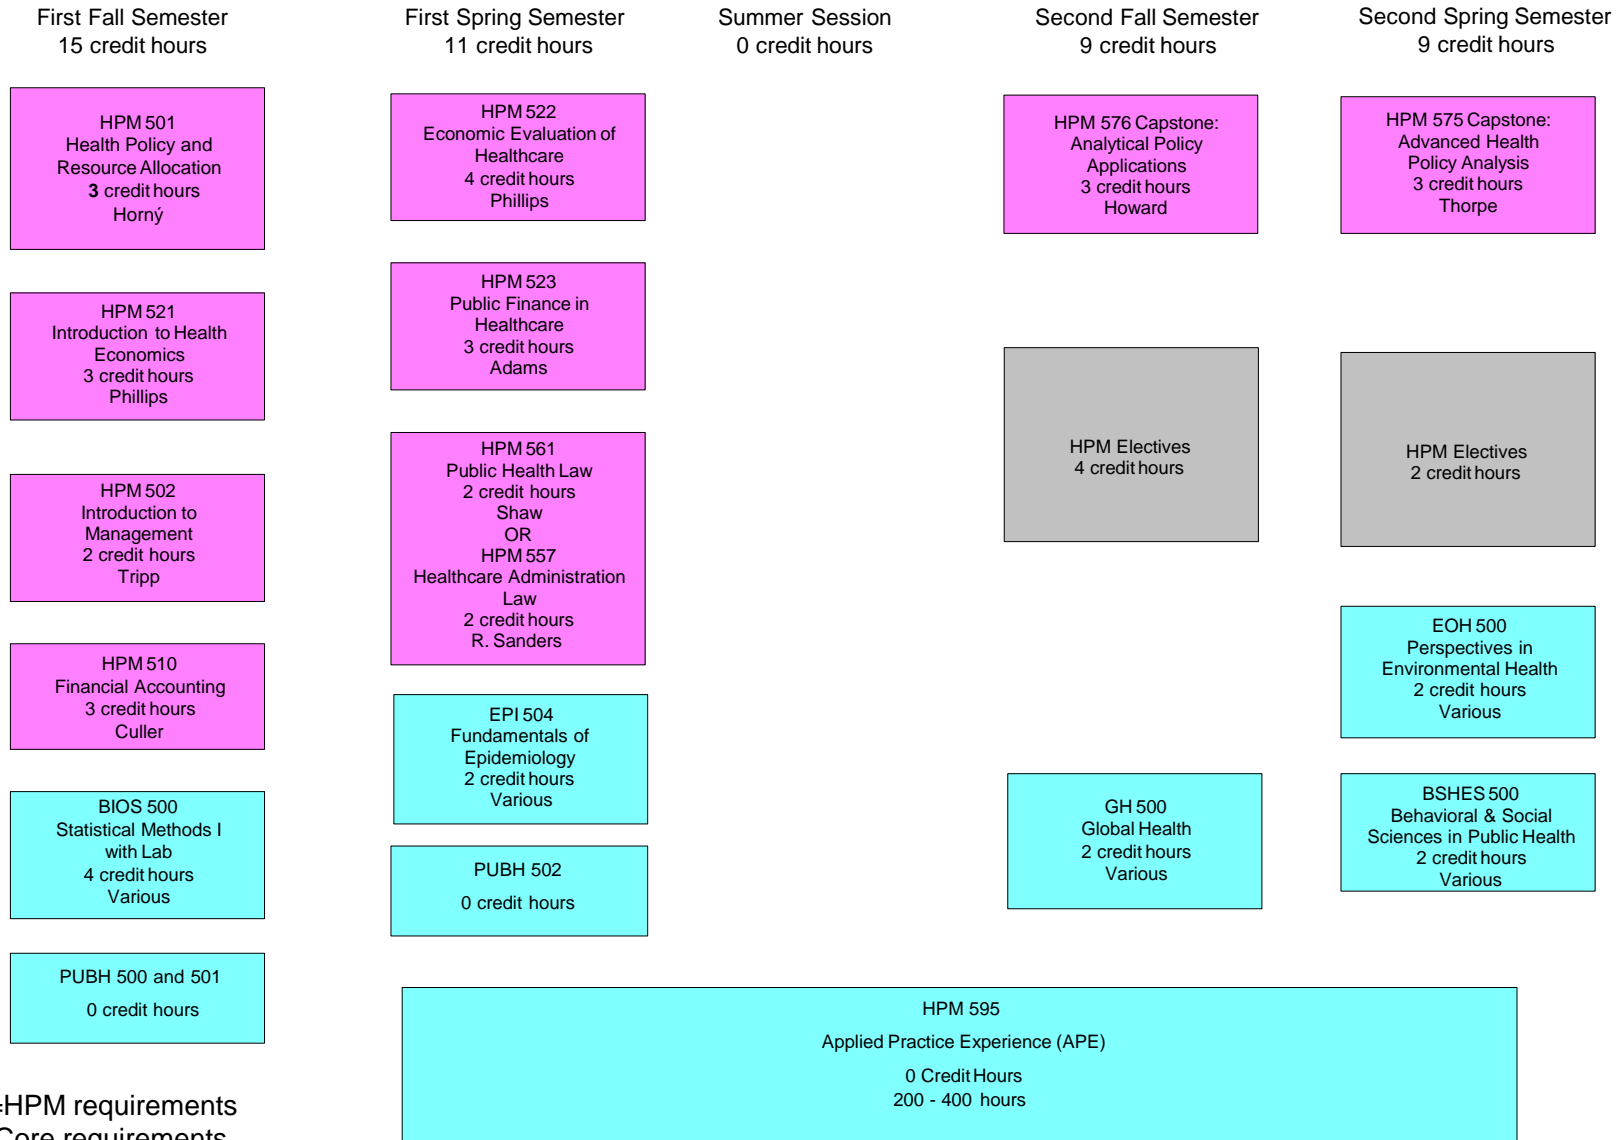 First Fall Semester
15 credit hours
HPM 501
Health Policy and
Resource Allocation
3 credit hours
Horný
HPM 521
Introduction to Health
Economics
3 credit hours
Phillips
HPM 502
Introduction to
Management
2 credit hours
Tripp
HPM 510
Financial Accounting
3 credit hours
Culler
BIOS 500
Statistical Methods I
with Lab
4 credit hours
Various
PUBH 500 and 501
0 credit hours
First Spring Semester
11 credit hours
HPM 522
Economic Evaluation of
Healthcare
4 credit hours
Phillips
HPM 523
Public Finance in
Healthcare
3 credit hours
Adams
HPM 561
Public Health Law
2 credit hours
Shaw
OR
HPM 557
Healthcare Administration
Law
2 credit hours
R. Sanders
EPI 504
Fundamentals of
Epidemiology
2 credit hours
Various
PUBH 502
0 credit hours
Summer Session
0 credit hours
Second Fall Semester
9 credit hours
HPM 576 Capstone:
Analytical Policy
Applications
3 credit hours
Howard
HPM Electives
4 credit hours
GH 500
Global Health
2 credit hours
Various
Second Spring Semester
9 credit hours
HPM 575 Capstone:
Advanced Health
Policy Analysis
3 credit hours
Thorpe
HPM Electives
2 credit hours
EOH 500
Perspectives in
Environmental Health
2 credit hours
Various
BSHES 500
Behavioral & Social
Sciences in Public Health
2 credit hours
Various
HPM 595
Applied Practice Experience (APE)
0 Credit Hours
200 - 400 hours
=HPM requirements
Core requirements